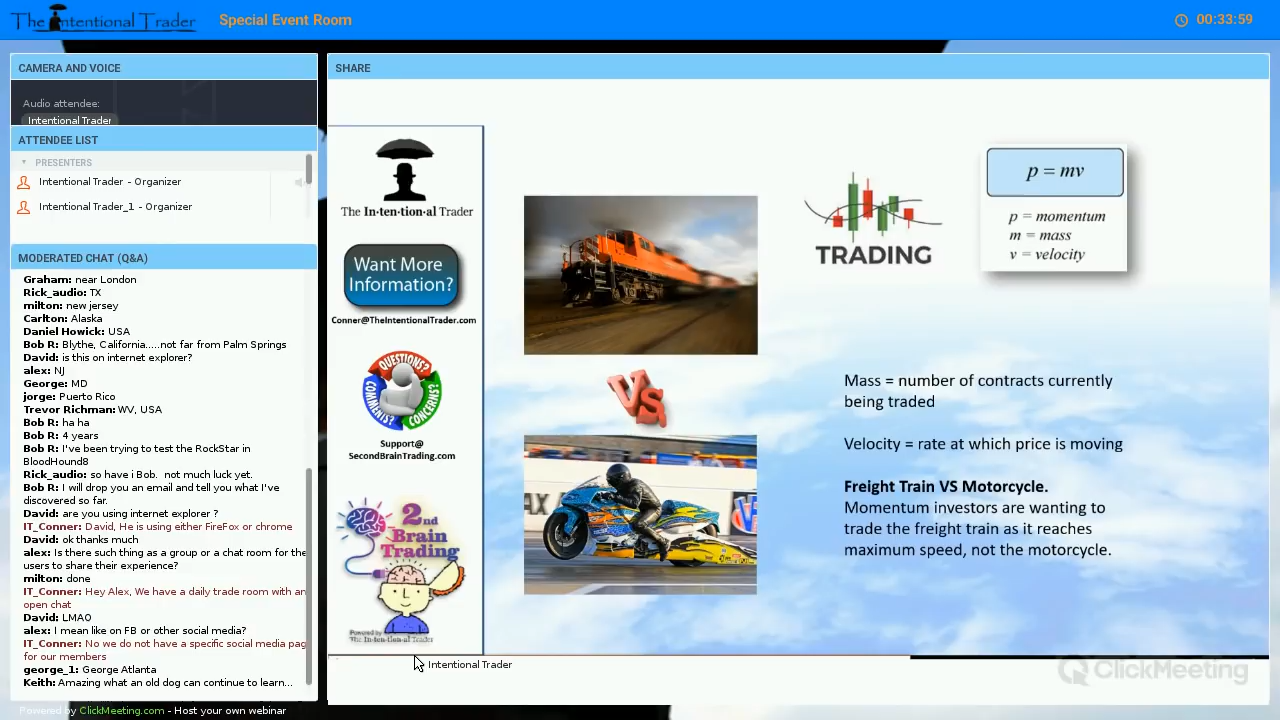 The Intentional Trader
Special Event Room
00:33:59
CAMERA AND VOICE
Audio attendee:
Intentional Trader
ATTENDEE LIST
PRESENTERS
Intentional Trader - Organizer
Intentional Trader_1 - Organizer
MODERATED CHAT (Q&A)
Graham: near London
Rick_audio: TX
milton: new jersey
Carlton: Alaska
Daniel Howick: USA
Bob R: Blythe, California.....not far from Palm Springs
David: is this on internet explorer?
alex: NJ
George: MD
jorge: Puerto Rico
Trevor Richman: WV, USA
Bob R: ha ha
Bob R: 4 years
Bob R: I've been trying to test the RockStar in
BloodHound8
Rick_audio: so have i Bob. not much luck yet.
Bob R: I will drop you an email and tell you what I've
discovered so far.
David: are you using internet explorer ?
IT_Conner: David, He is using either FireFox or chrome
David: ok thanks much
alex: Is there such thing as a group or a chat room for the
ers to share their experience?
milton: done
IT_Conner: Hey Alex, We have a daily trade room with an
open chat
David: LMAO
alex: I mean like on FB or other social media?
IT_Conner: No we do not have a specific social media pag
for our members
george_1: George Atlanta
Keith: Amazing what an old dog can continue to learn...
Powered by ClickMeeting.com - Host your own webinar
SHARE
The In·ten·tion·al Trader
Want More
Information?
Conner@TheIntentionalTrader.com
QUESTIONS?
COMMENTS?
CONCERNS?
Support@
SecondBrainTrading.com
2nd
Brain
Trading
Powered by
The In·ten·tion·al Trader
Vs
TRADING
p = mv
p = momentum
m = mass
v = velocity
Mass = number of contracts currently
being traded
Velocity = rate at which price is moving
Freight Train VS Motorcycle.
Momentum investors are wanting to
trade the freight train as it reaches
maximum speed, not the motorcycle.
Intentional Trader
ClickMeeting